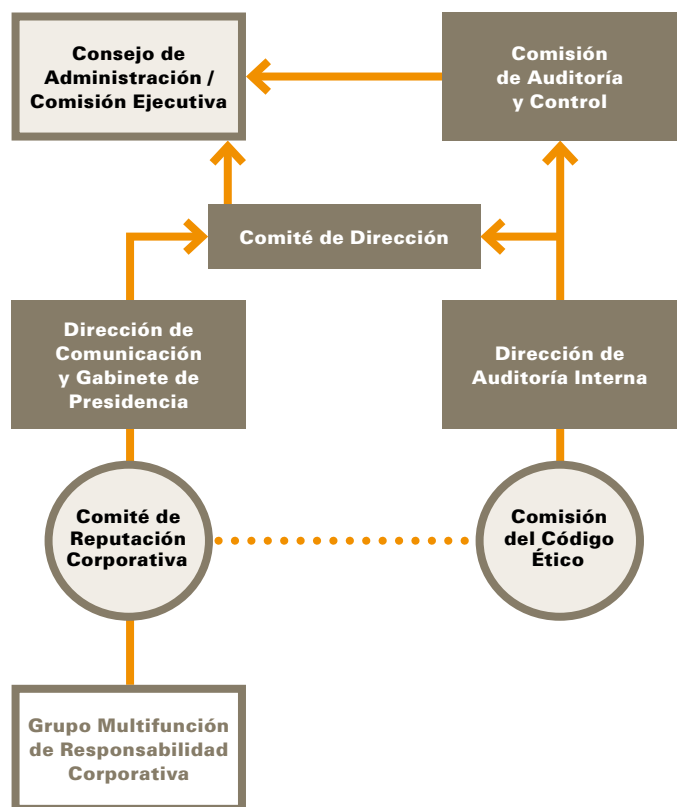 Consejo de
Administración /
Comisión Ejecutiva
Comisión
de Auditoría
y Control
Comité de Dirección
Dirección de
Comunicación
y Gabinete de
Presidencia
Dirección de
Auditoría Interna
Comité de
Reputación
Corporativa
Comisión
del Código
Ético
Grupo Multifunción
de Responsabilidad
Corporativa